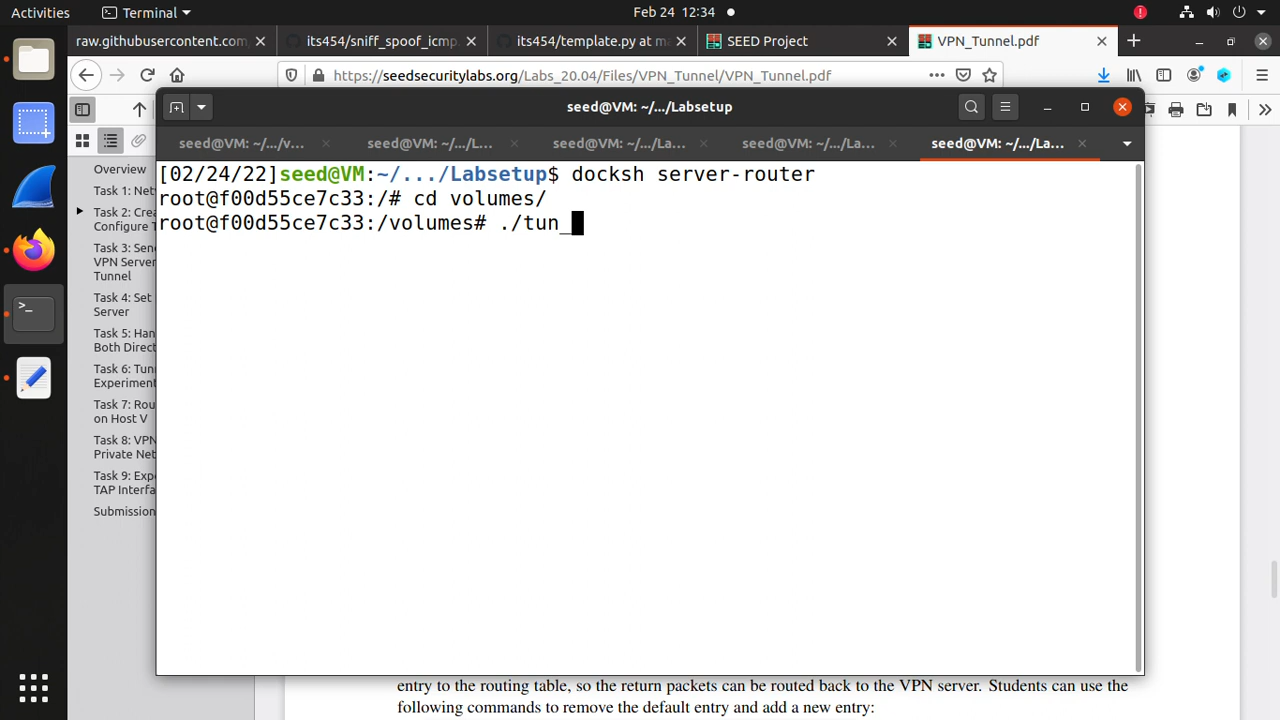 Activities
Terminal
Feb 24 12:34
raw.githubusercontent.com
its454/sniff_spoof_icmp.
its454/template.py at ma
SEED Project
VPN_Tunnel.pdf
https://seedsecuritylabs.org/Labs_20.04/Files/VPN_Tunnel/VPN_Tunnel.pdf
seed@VM: ~/.../Labsetup
seed@VM: ~/.../v...
seed@VM: ~/.../L...
seed@VM: ~/.../La...
seed@VM: ~/.../La...
seed@VM: ~/.../La...
Overview
Task 1: Net
Task 2: Crea
Configure T
Task 3: Sen
VPN Server
Tunnel
Task 4: Set
Server
Task 5: Han
Both Direct
Task 6: Tun
Experiment
Task 7: Rou
on Host V
Task 8: VPN
Private Net
Task 9: Exp
TAP Interfa
Submission
[02/24/22]seed@VM:~/.../Labsetup$ docksh server-router
root@f00d55ce7c33:/# cd volumes/
root@f00d55ce7c33:/volumes# ./tun_
entry to the routing table, so the return packets can be routed back to the VPN server. Students can use the
following commands to remove the default entry and add a new entry: